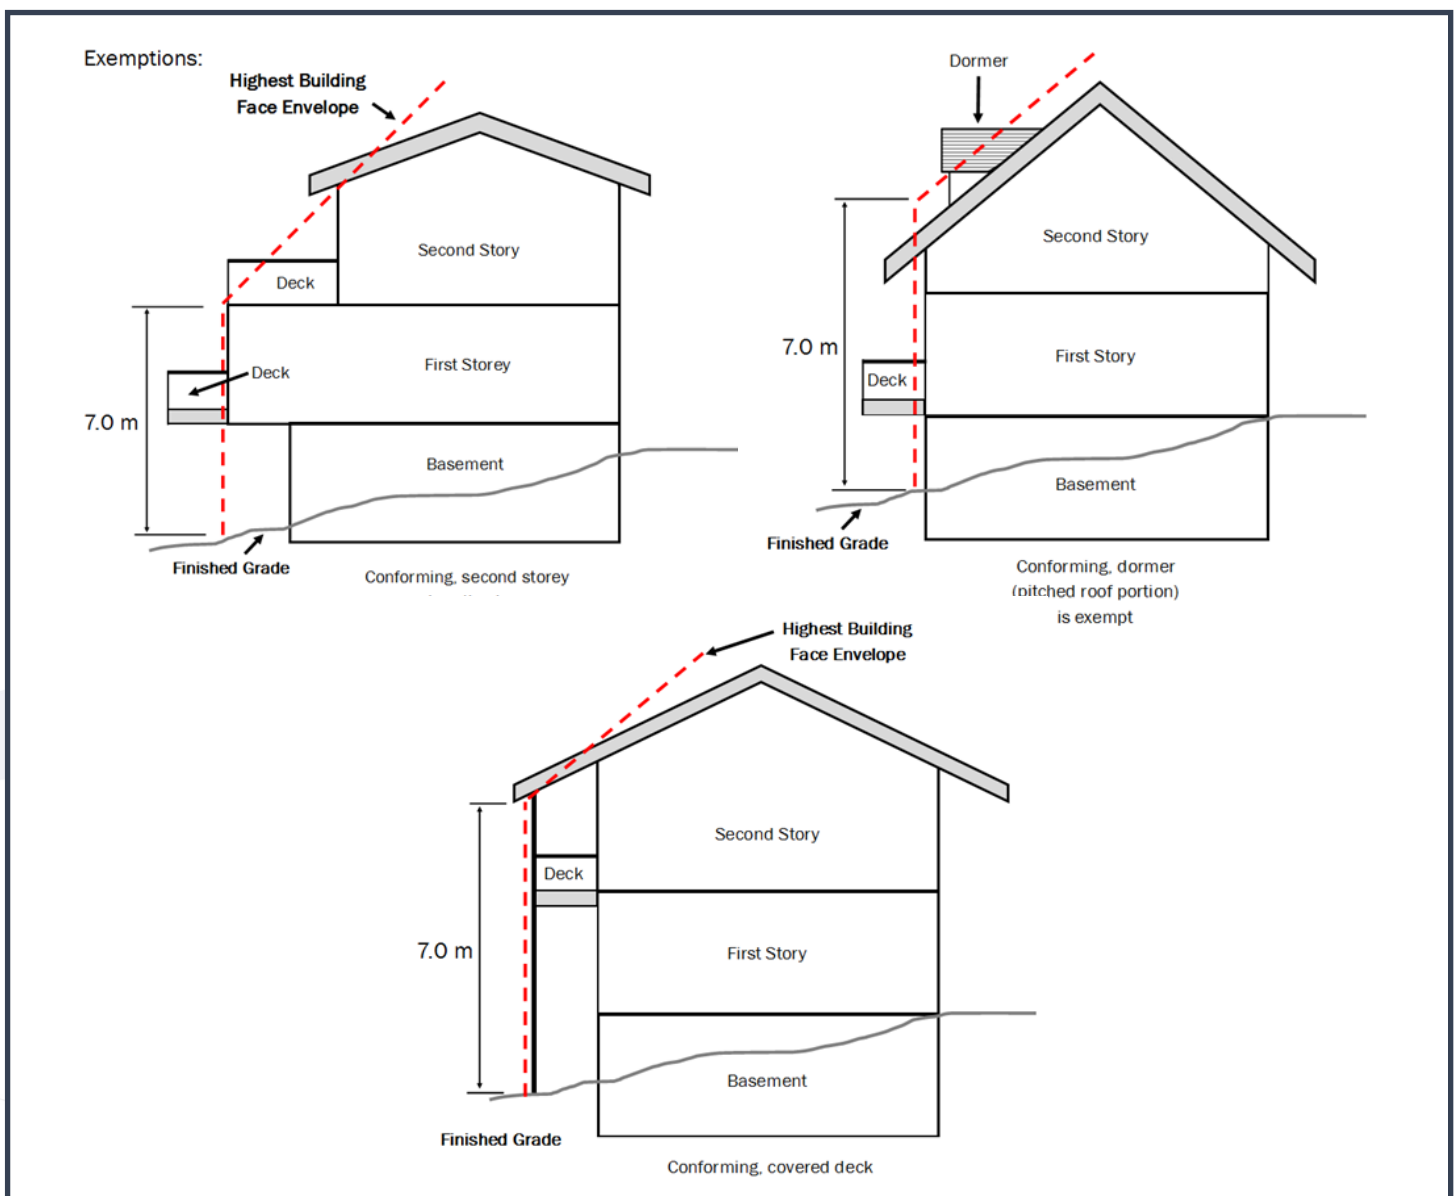 Exemptions:
Highest Building
Face Envelope
Second Story
Deck
First Storey
Deck
7.0 m
Basement
Finished Grade
Conforming, second storey
Dormer
Second Story
7.0 m
First Story
Deck
Basement
Finished Grade
Conforming, dormer
(pitched roof portion)
is exempt
Highest Building
Face Envelope
Second Story
Deck
7.0 m
First Story
Basement
Finished Grade
Conforming, covered deck